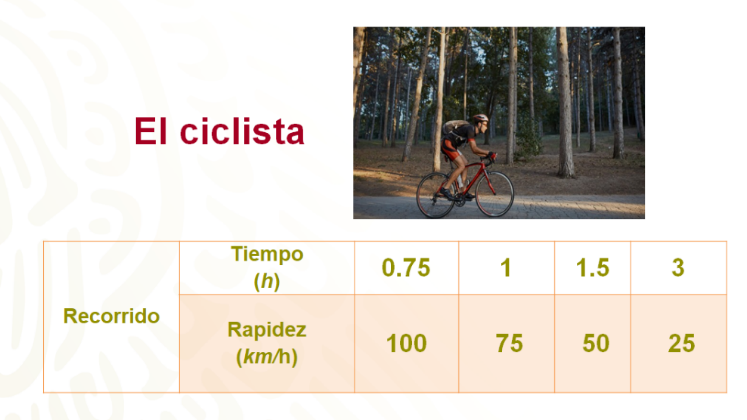 El ciclista
Recorrido
Tiempo
(h)
0.75 1 1.5 3
Rapidez
(km/h)
100 75 50 25